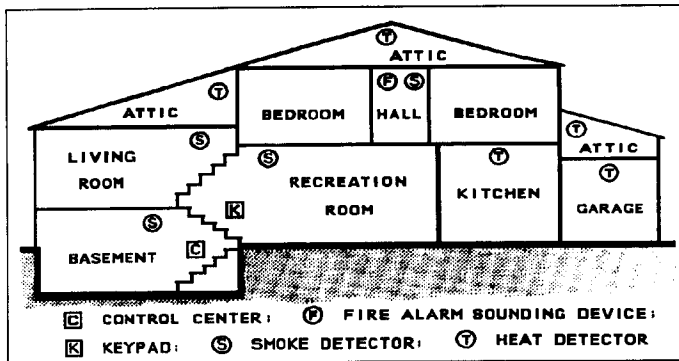 T
ATTIC
T
ATTIC
F S
BEDROOM HALL BEDROOM
T
ATTIC
S
LIVING
ROOM
S
RECREATION
ROOM
T
KITCHEN
T
GARAGE
K
S
BASEMENT
C
C CONTROL CENTER; F FIRE ALARM SOUNDING DEVICE;
K KEYPAD; S SMOKE DETECTOR; T HEAT DETECTOR